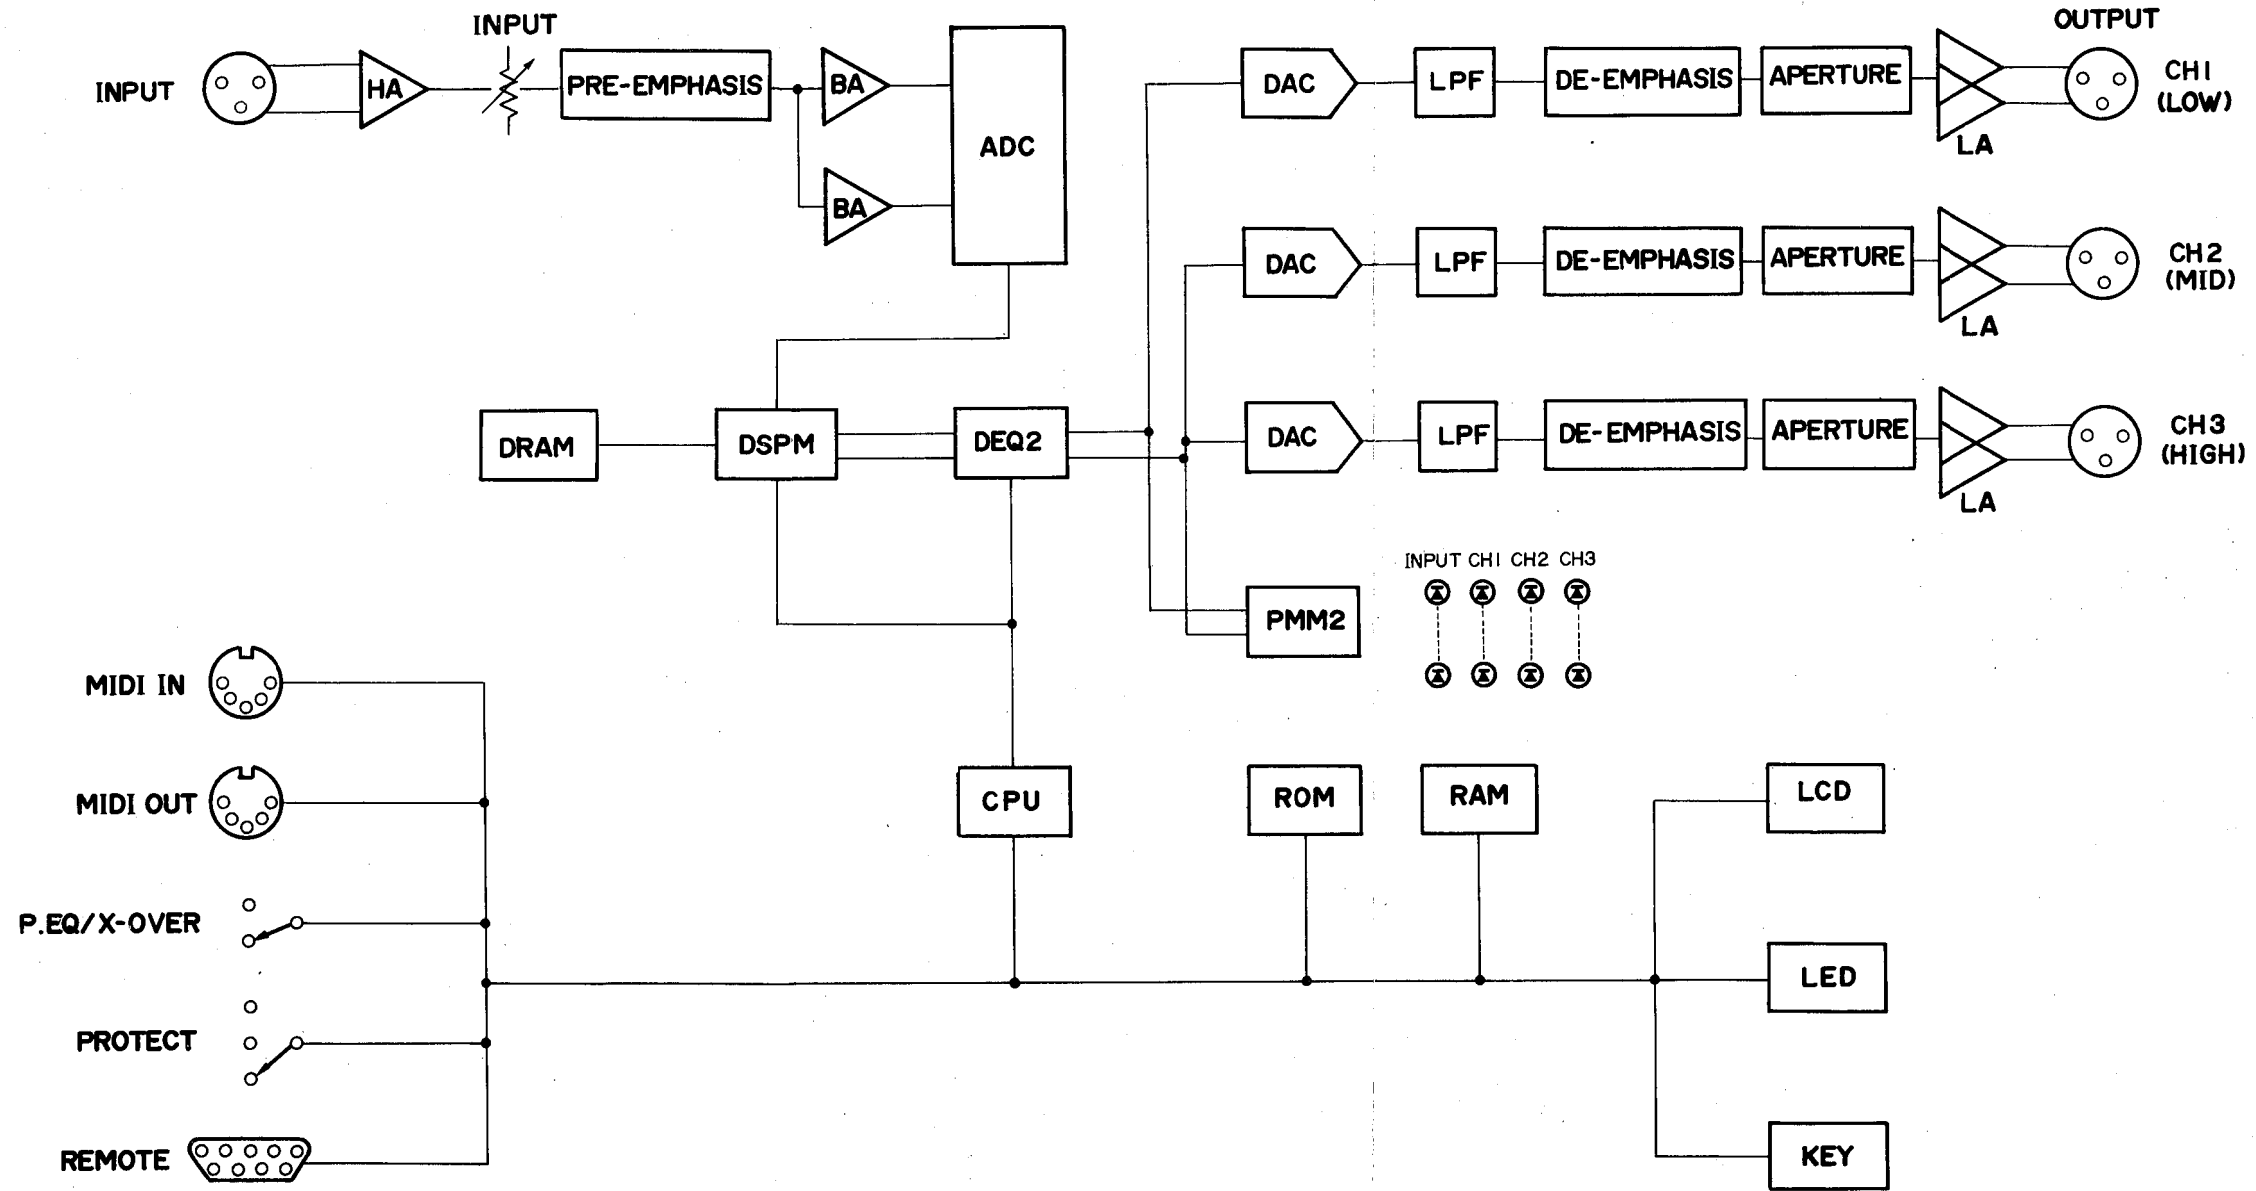 INPUT
OUTPUT
INPUT
HA
PRE-EMPHASIS
BA
BA
ADC
DAC
LPF
DE-EMPHASIS
APERTURE
LA
CH1
(LOW)
DAC
LPF
DE-EMPHASIS
APERTURE
LA
CH2
(MID)
DAC
LPF
DE-EMPHASIS
APERTURE
LA
CH3
(HIGH)
DRAM
DSPM
DEQ2
PMM2
INPUT CH1 CH2 CH3
MIDI IN
MIDI OUT
P.EQ/X-OVER
PROTECT
REMOTE
CPU
ROM
RAM
LCD
LED
KEY